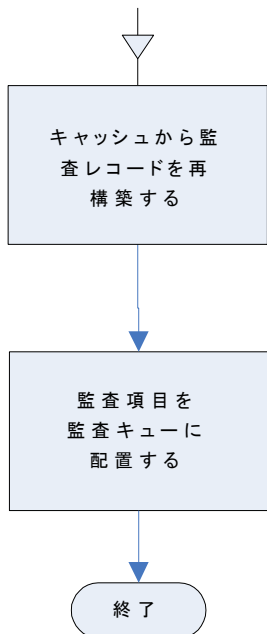 キャッシュから監
査レコードを再
構築する
監査項目を
監査キューに
配置する
終了